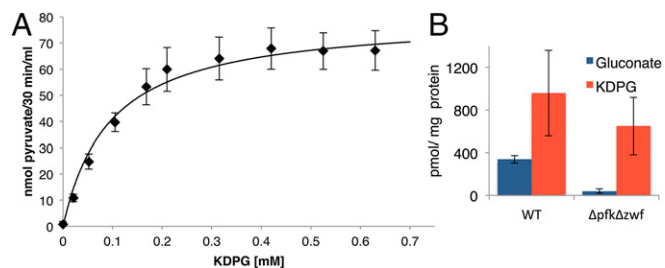 A
B
nmol pyruvate/30 min/ml
80
70
60
50
40
30
20
10
0
0 0.1 0.2 0.3 0.4 0.5 0.6 0.7
KDPG [mM]
pmol/ mg protein
1200
800
400
0
Gluconate
KDPG
WT ΔpfkΔzwf